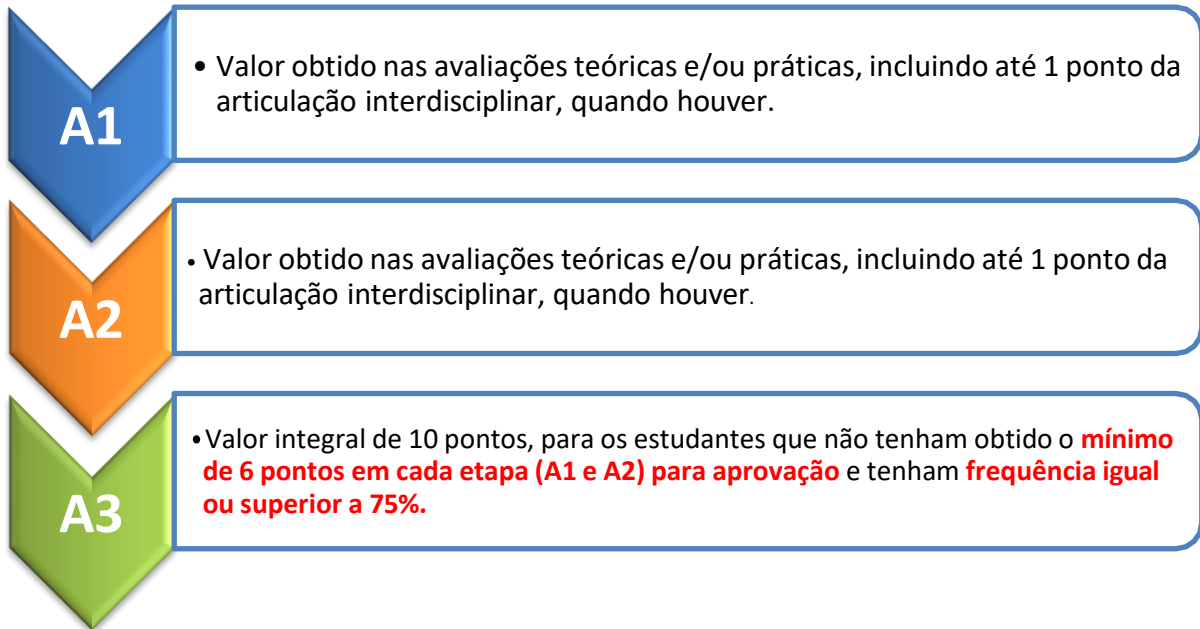 A1
• Valor obtido nas avaliações teóricas e/ou práticas, incluindo até 1 ponto da
articulação interdisciplinar, quando houver.
A2
• Valor obtido nas avaliações teóricas e/ou práticas, incluindo até 1 ponto da
articulação interdisciplinar, quando houver.
A3
•Valor integral de 10 pontos, para os estudantes que não tenham obtido o mínimo
de 6 pontos em cada etapa (A1 e A2) para aprovação e tenham frequência igual
ou superior a 75%.